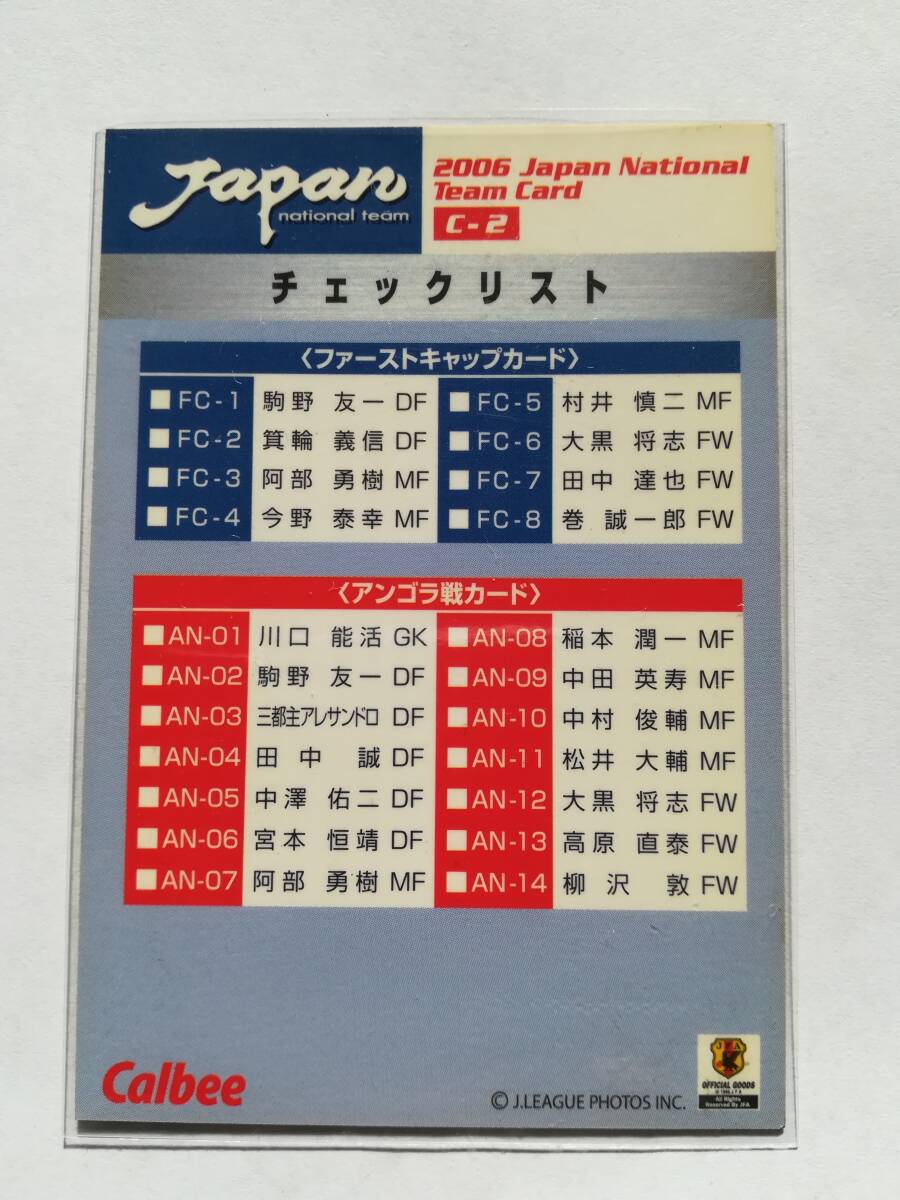 Japan
national team
2006 Japan National
Team Card
C-2
チェックリスト
〈ファーストキャップカード〉
FC-1 駒野 友一 DF FC-5 村井 慎二 MF
FC-2 箕輪 義信 DF FC-6 大黒 将志 FW
FC-3 阿部 勇樹 MF FC-7 田中 達也 FW
FC-4 今野 泰幸 MF FC-8 巻 誠一郎 FW
〈アンゴラ戦カード〉
AN-01 川口 能活 GK AN-08 稲本 潤一 MF
AN-02 駒野 友一 DF AN-09 中田 英寿 MF
AN-03 三都主アレサンドロ DF AN-10 中村 俊輔 MF
AN-04 田中 誠 DF AN-11 松井 大輔 MF
AN-05 中澤 佑二 DF AN-12 大黒 将志 FW
AN-06 宮本 恒靖 DF AN-13 高原 直泰 FW
AN-07 阿部 勇樹 MF AN-14 柳沢 敦 FW
Calbee
© J.LEAGUE PHOTOS INC.
JFA
OFFICIAL GOODS
© 1996 J.F.A
All Rights
Reserved By JFA